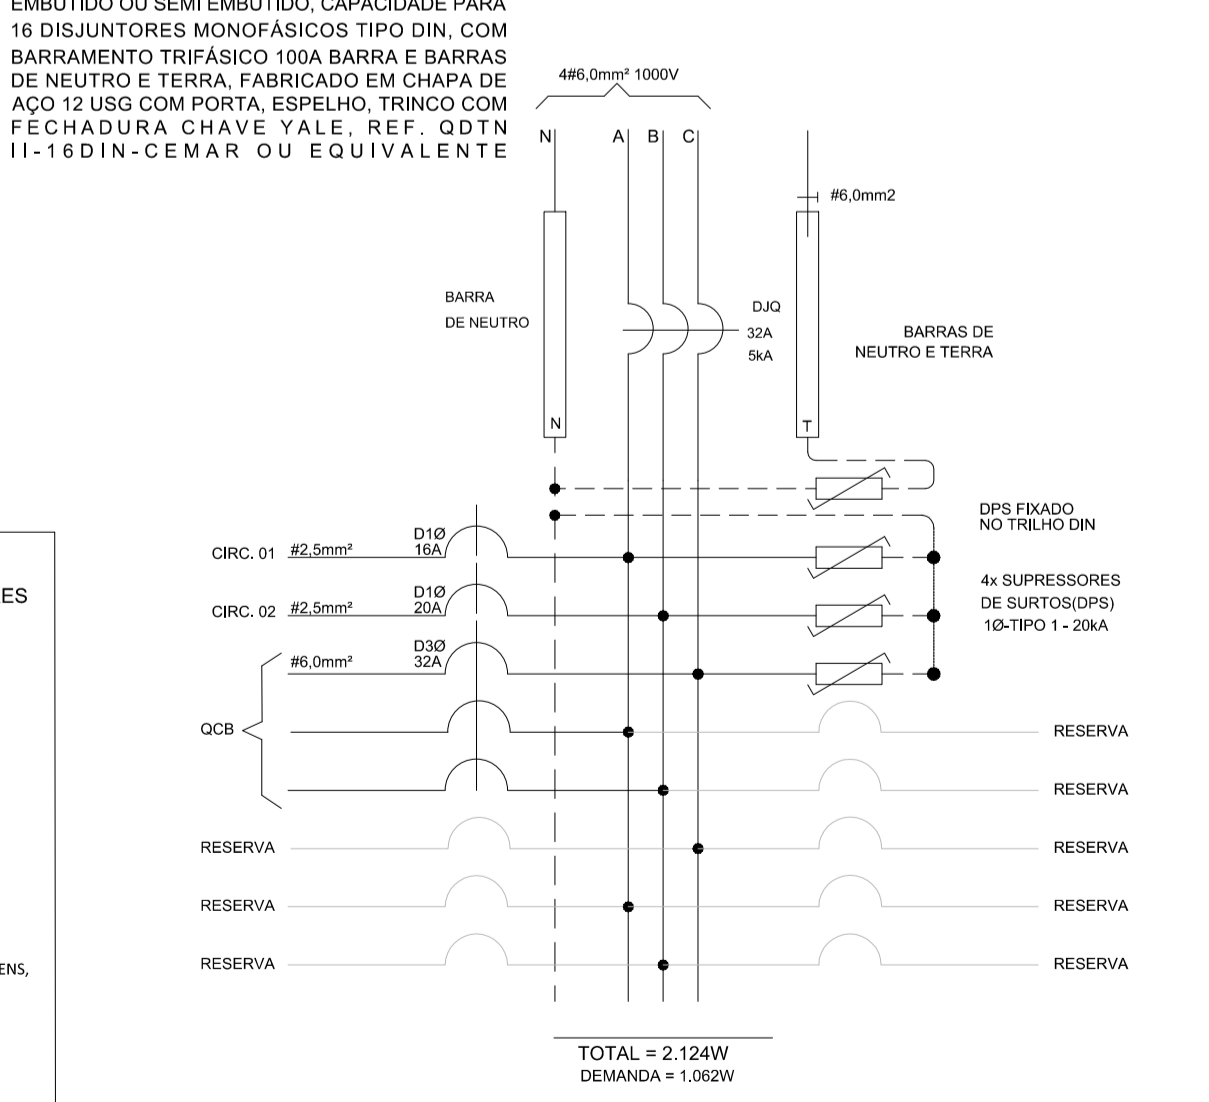 EMBUTIDO OU SEMI EMBUTIDO, CAPACIDADE PARA
16 DISJUNTORES MONOFÁSICOS TIPO DIN, COM
BARRAMENTO TRIFÁSICO 100A BARRA E BARRAS
DE NEUTRO E TERRA, FABRICADO EM CHAPA DE
AÇO 12 USG COM PORTA, ESPELHO, TRINCO COM
FECHADURA CHAVE YALE, REF. QDTN
II-16DIN-CEMAR OU EQUIVALENTE
4#6,0mm² 1000V
N A B C
#6,0mm2
BARRA
DE NEUTRO
DJQ
32A
5kA
BARRAS DE
NEUTRO E TERRA
N
T
DPS FIXADO
NO TRILHO DIN
4x SUPRESSORES
DE SURTOS(DPS)
1Ø-TIPO 1 - 20kA
CIRC. 01 #2,5mm² D1Ø
16A
CIRC. 02 #2,5mm² D1Ø
20A
#6,0mm² D3Ø
32A
QCB
RESERVA
RESERVA
RESERVA RESERVA
RESERVA RESERVA
RESERVA RESERVA
TOTAL = 2.124W
DEMANDA = 1.062W
ES
ENS,